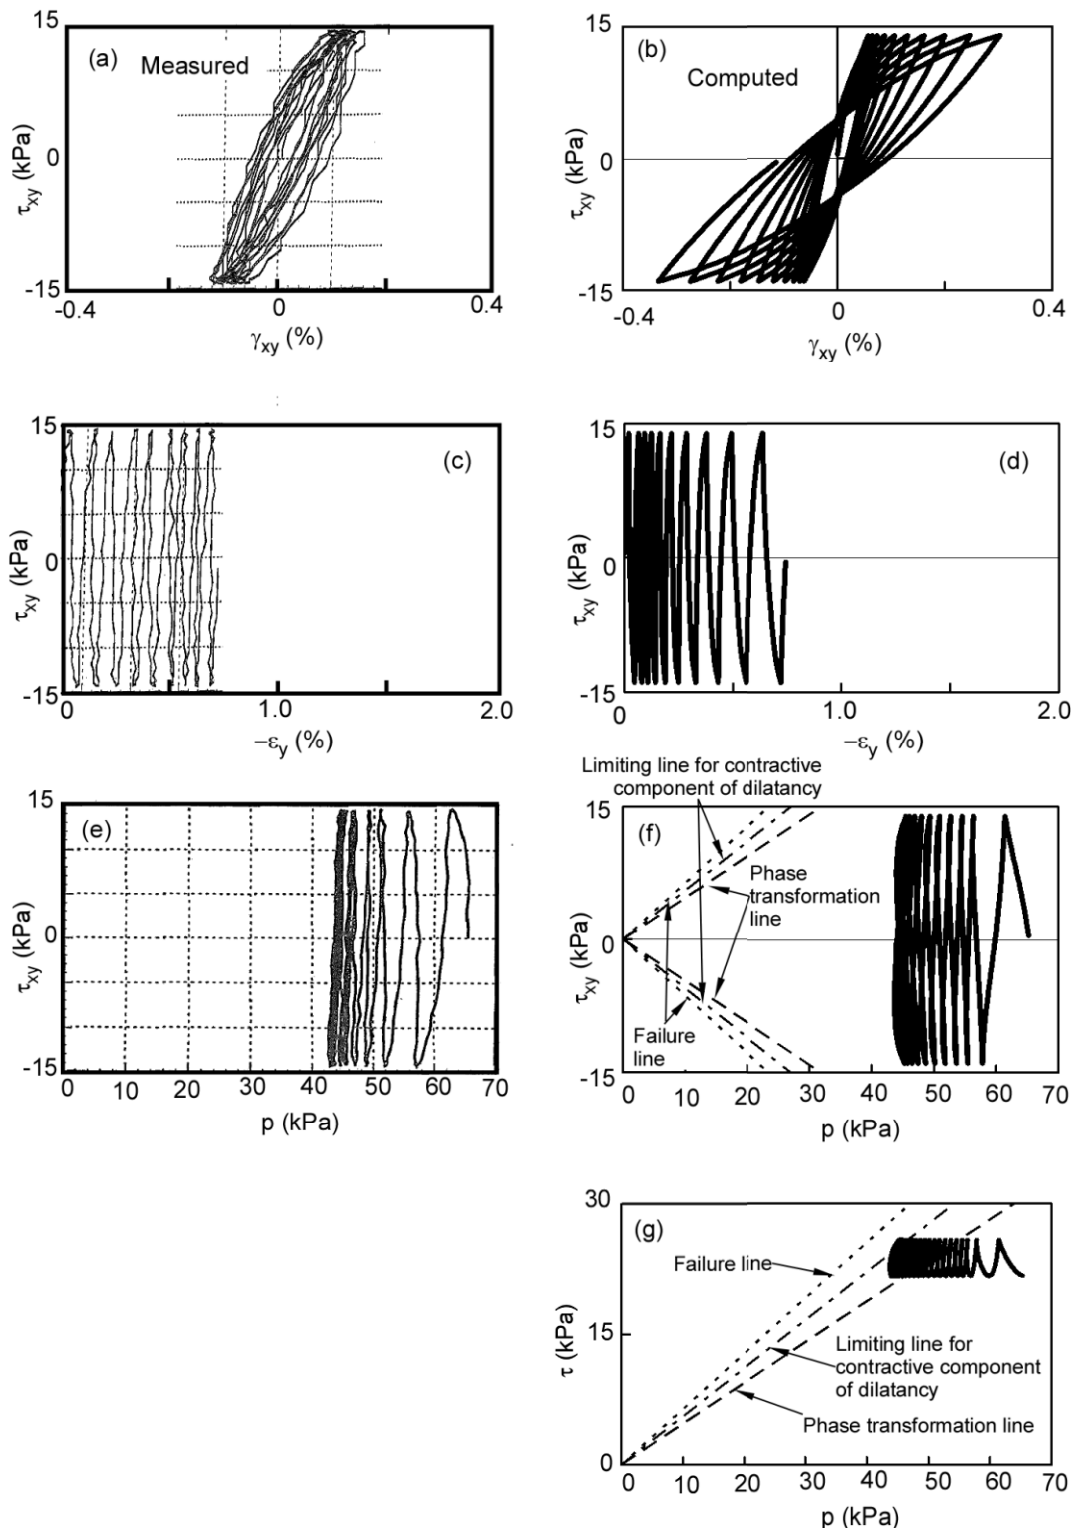 15
(a)
Measured
τxy (kPa)
0
-15
-0.4
0
0.4
γxy (%)
15
(b)
Computed
τxy (kPa)
0
-15
-0.4
0
0.4
γxy (%)
15
(c)
τxy (kPa)
0
-15
0
1.0
2.0
−εy (%)
15
(d)
τxy (kPa)
0
-15
0
1.0
2.0
−εy (%)
15
(e)
τxy (kPa)
0
-15
0
10
20
30
40
50
60
70
p (kPa)
Limiting line for contractive
component of dilatancy
15
(f)
Phase
transformation
line
τxy (kPa)
0
Failure
line
-15
0
10
20
30
40
50
60
70
p (kPa)
30
(g)
Failure line
τ (kPa)
15
Limiting line for
contractive component
of dilatancy
Phase transformation line
0
0
10
20
30
40
50
60
70
p (kPa)